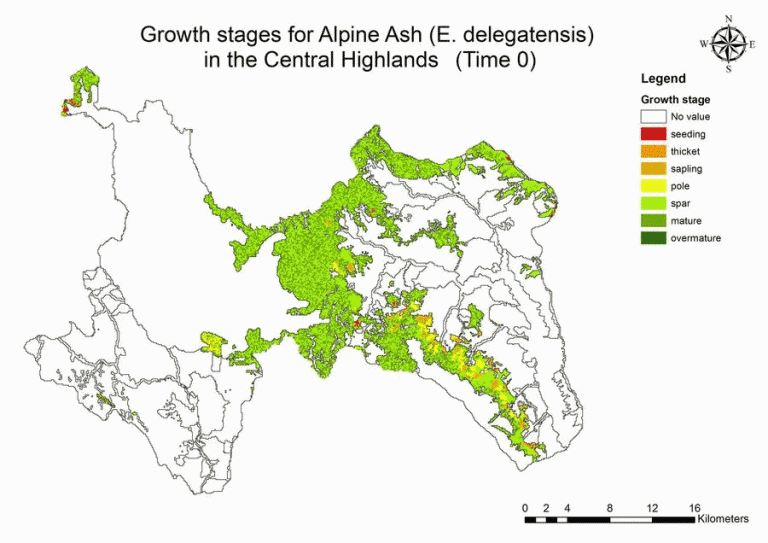 Growth stages for Alpine Ash (E. delegatensis)
in the Central Highlands (Time 0)
N
W E
S
Legend
Growth stage
No value
seeding
thicket
sapling
pole
spar
mature
overmature
0 2 4 8 12 16
Kilometers